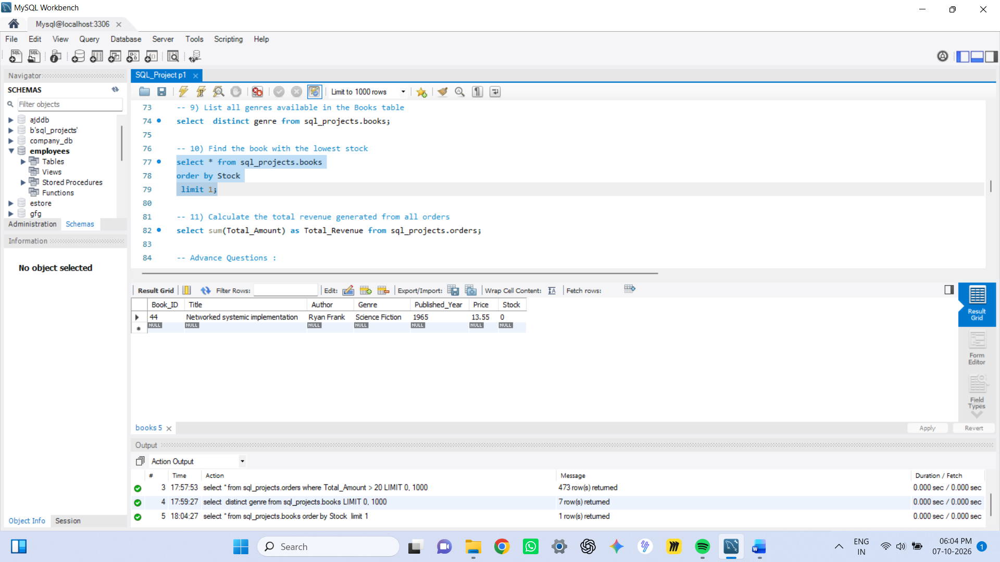 MySQL Workbench
Mysql@localhost:3306
File Edit View Query Database Server Tools Scripting Help
Navigator
SCHEMAS
Filter objects
ajddb
b'sql_projects'
company_db
employees
Tables
Views
Stored Procedures
Functions
estore
gfg
Administration Schemas
Information
No object selected
Object Info Session
SQL_Project p1
Limit to 1000 rows
73 -- 9) List all genres available in the Books table
74 select  distinct genre from sql_projects.books;
75
76 -- 10) Find the book with the lowest stock
77 select * from sql_projects.books
78 order by Stock
79 limit 1;
80
81 -- 11) Calculate the total revenue generated from all orders
82 select sum(Total_Amount) as Total_Revenue from sql_projects.orders;
83
84 -- Advance Questions :
Result Grid Filter Rows: Edit: Export/Import: Wrap Cell Content: Fetch rows:
Book_ID Title Author Genre Published_Year Price Stock
44 Networked systemic implementation Ryan Frank Science Fiction 1965 13.55 0
NULL NULL NULL NULL NULL NULL NULL
Result
Grid
Form
Editor
Field
Types
books 5
Apply Revert
Output
Action Output
# Time Action Message Duration / Fetch
3 17:57:53 select * from sql_projects.orders where Total_Amount > 20 LIMIT 0, 1000 473 row(s) returned 0.000 sec / 0.000 sec
4 17:59:27 select  distinct genre from sql_projects.books LIMIT 0, 1000 7 row(s) returned 0.000 sec / 0.000 sec
5 18:04:27 select * from sql_projects.books order by Stock  limit 1 1 row(s) returned 0.000 sec / 0.000 sec
Search
ENG
IN
06:04 PM
07-10-2026
1